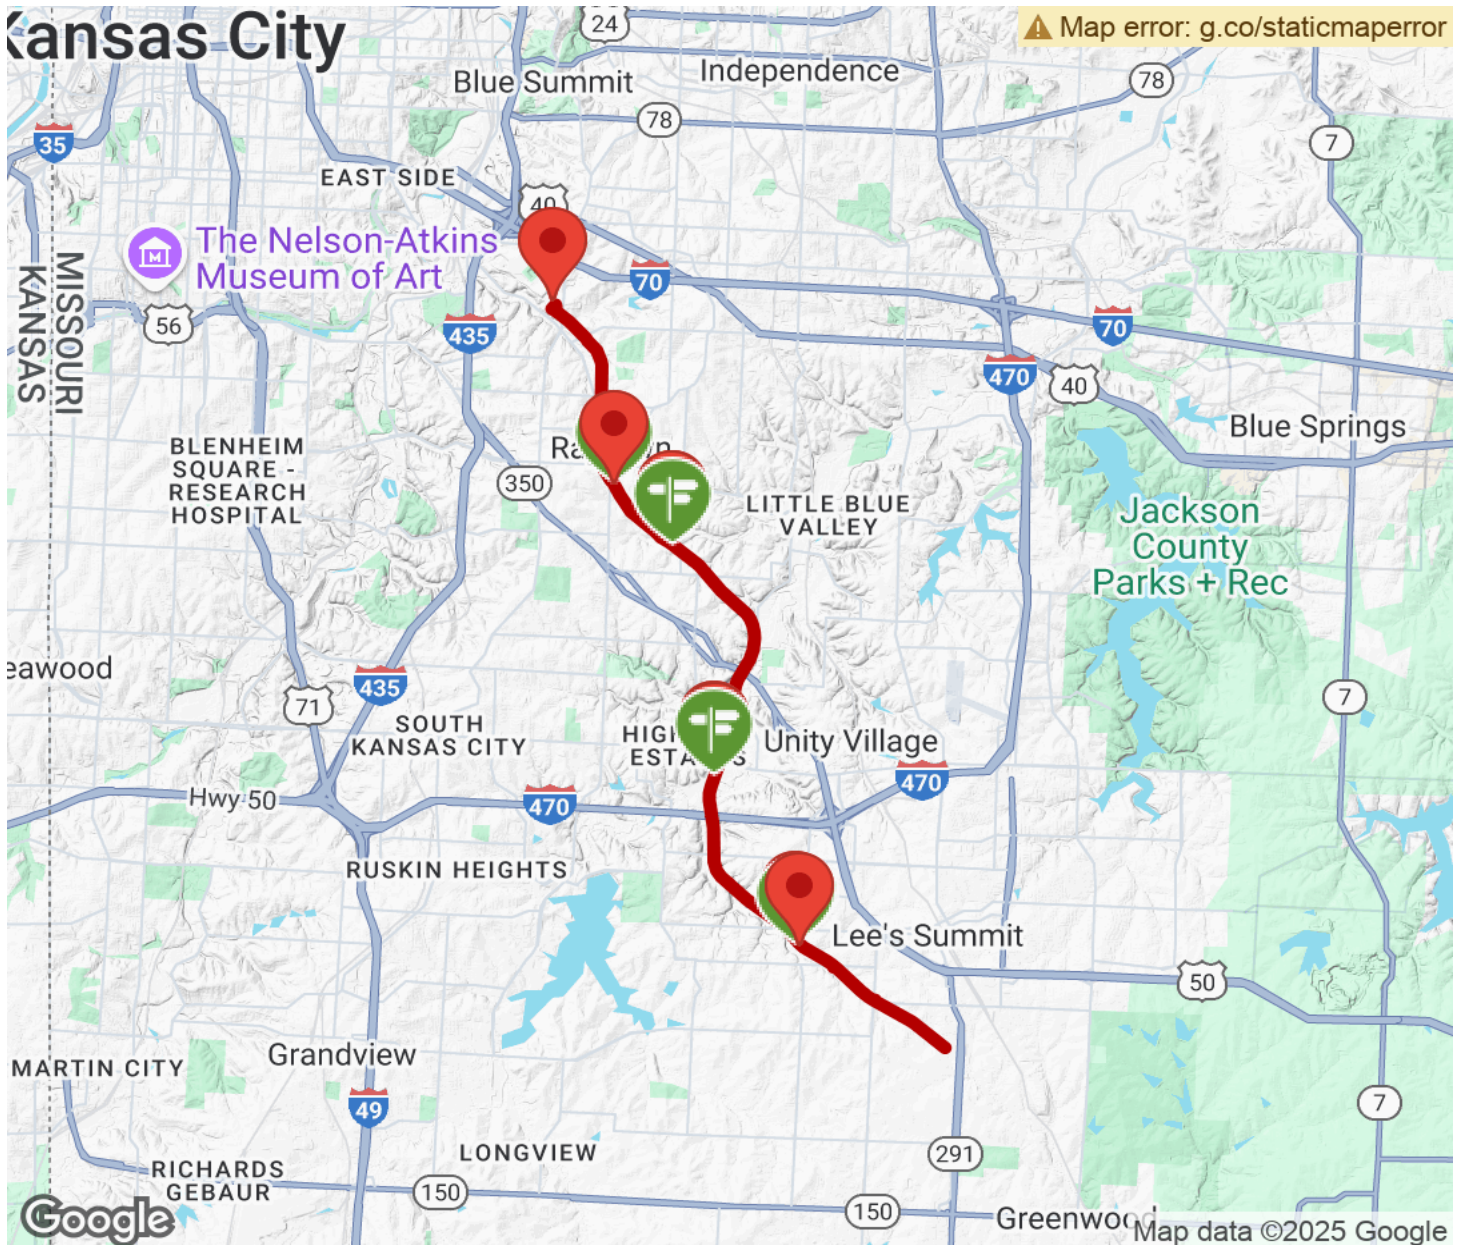 Kansas City
24
Map error: g.co/staticmaperror
Blue Summit
Independence
78
78
35
7
EAST SIDE
40
The Nelson-Atkins
Museum of Art
70
MISSOURI
KANSAS
56
435
70
470
40
Blue Springs
BLENHEIM
SQUARE -
RESEARCH
HOSPITAL
350
LITTLE BLUE
VALLEY
Jackson
County
Parks + Rec
eawood
435
71
7
SOUTH
KANSAS CITY
Unity Village
470
Hwy 50
470
RUSKIN HEIGHTS
Lee's Summit
50
Grandview
MARTIN CITY
49
7
LONGVIEW
291
RICHARDS
GEBAUR
150
150
Greenwood
Google
Map data ©2025 Google